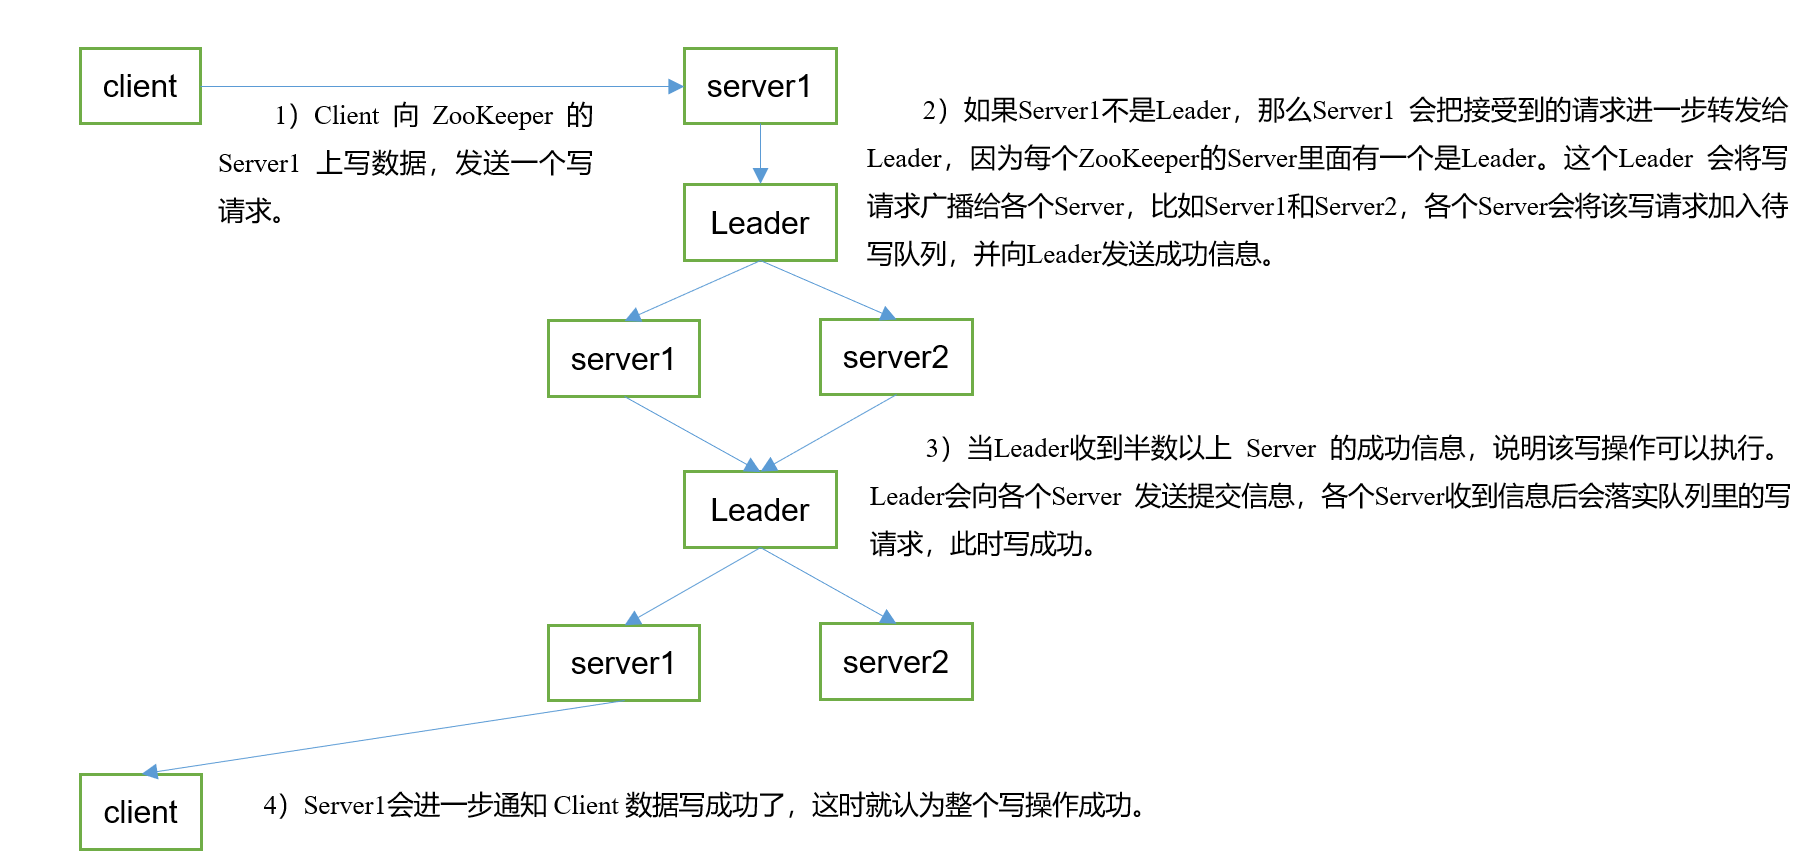 client
server1
1）Client 向 ZooKeeper 的
Server1 上写数据，发送一个写
请求。
2）如果Server1不是Leader，那么Server1 会把接受到的请求进一步转发给
Leader，因为每个ZooKeeper的Server里面有一个是Leader。这个Leader 会将写
请求广播给各个Server，比如Server1和Server2，各个Server会将该写请求加入待
写队列，并向Leader发送成功信息。
Leader
server1
server2
3）当Leader收到半数以上 Server 的成功信息，说明该写操作可以执行。
Leader会向各个Server 发送提交信息，各个Server收到信息后会落实队列里的写
请求，此时写成功。
Leader
server1
server2
client
4）Server1会进一步通知 Client 数据写成功了，这时就认为整个写操作成功。